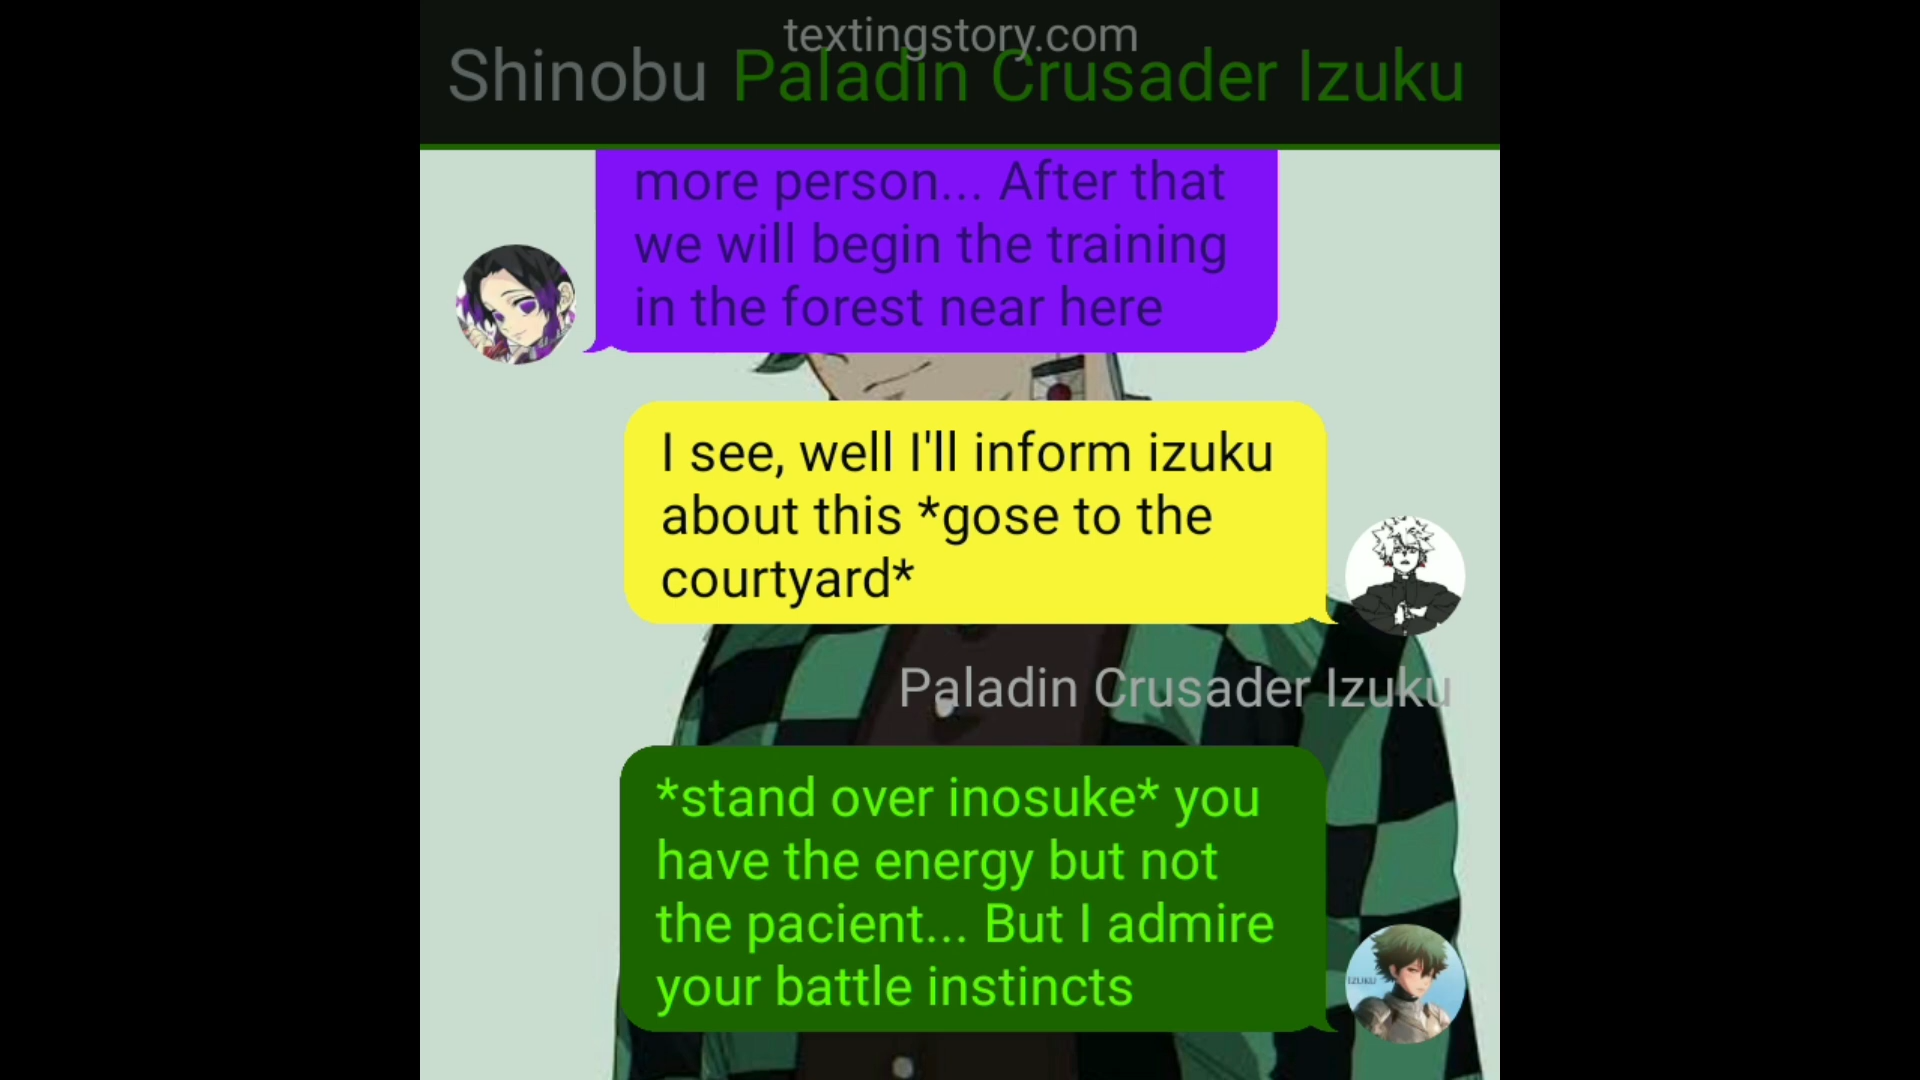 textingstory.com
Shinobu Paladin Crusader Izuku
more person... After that
we will begin the training
in the forest near here
I see, well I'll inform izuku
about this *gose to the
courtyard*
Paladin Crusader Izuku
*stand over inosuke* you
have the energy but not
the pacient... But I admire
your battle instincts
IZUKU